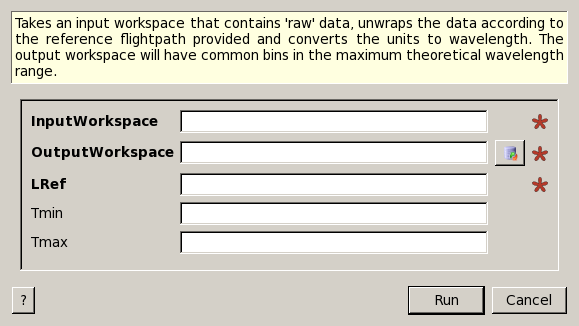 Takes an input workspace that contains 'raw' data, unwraps the data according to
the reference flightpath provided and converts the units to wavelength. The
output workspace will have common bins in the maximum theoretical wavelength
range.
InputWorkspace
OutputWorkspace
LRef
Tmin
Tmax
? Run Cancel